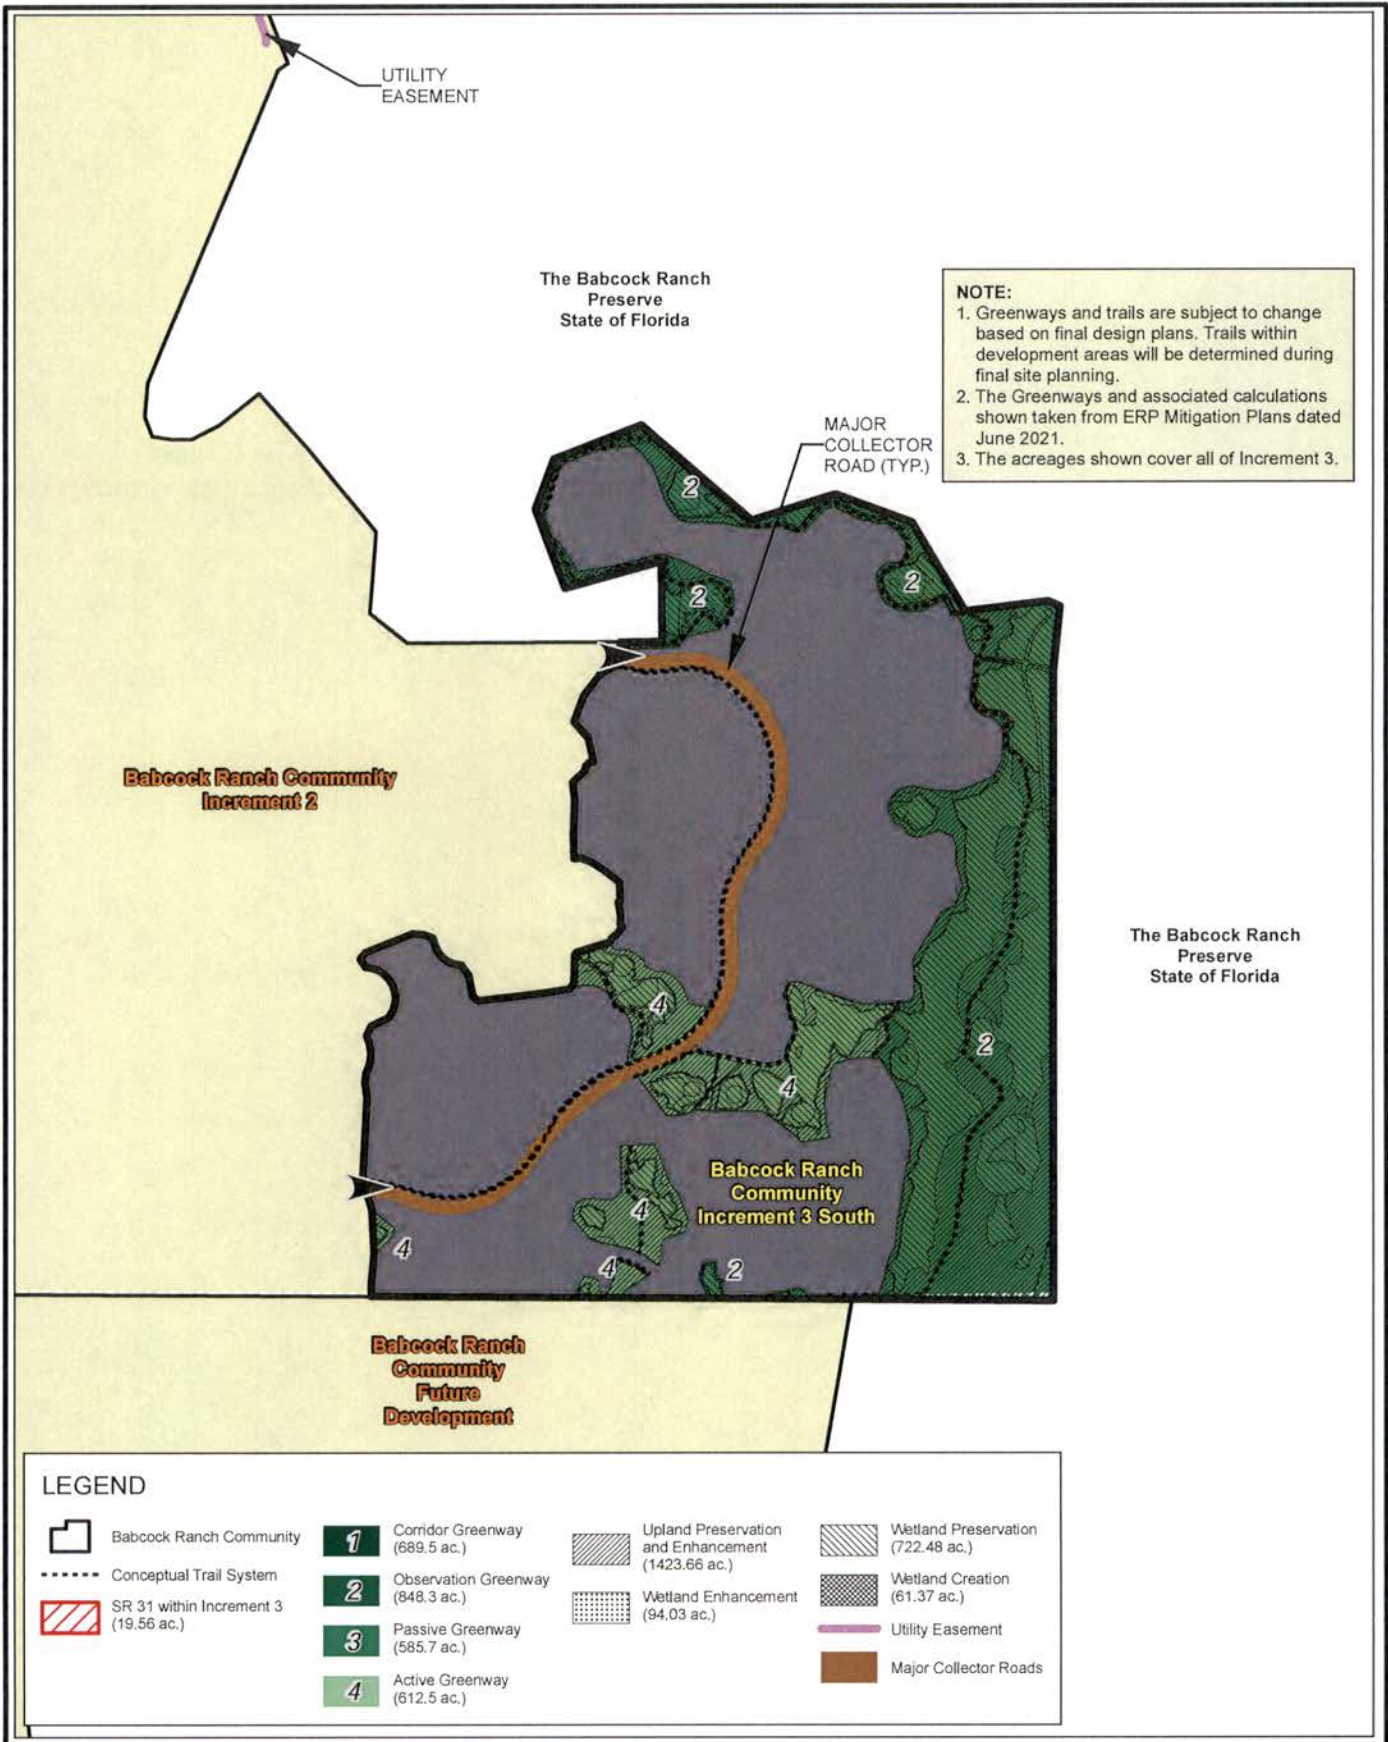 UTILITY
EASEMENT
The Babcock Ranch
Preserve
State of Florida
NOTE:
1. Greenways and trails are subject to change
based on final design plans. Trails within
development areas will be determined during
final site planning.
2. The Greenways and associated calculations
shown taken from ERP Mitigation Plans dated
June 2021.
3. The acreages shown cover all of Increment 3.
MAJOR
COLLECTOR
ROAD (TYP.)
2
2
2
Babcock Ranch Community
Increment 2
The Babcock Ranch
Preserve
State of Florida
4
2
4
Babcock Ranch
Community
Increment 3 South
4
4
4
2
Babcock Ranch
Community
Future
Development
LEGEND
Babcock Ranch Community
Conceptual Trail System
SR 31 within Increment 3
(19.56 ac.)
1
Corridor Greenway
(689.5 ac.)
2
Observation Greenway
(848.3 ac.)
3
Passive Greenway
(585.7 ac.)
4
Active Greenway
(612.5 ac.)
Upland Preservation
and Enhancement
(1423.66 ac.)
Wetland Enhancement
(94.03 ac.)
Wetland Preservation
(722.48 ac.)
Wetland Creation
(61.37 ac.)
Utility Easement
Major Collector Roads